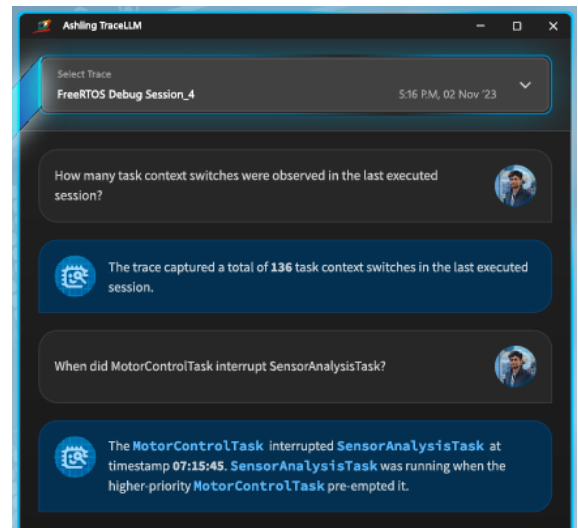 Ashling TraceLLM
Select Trace
FreeRTOS Debug Session_4
5:16 P.M, 02 Nov '23
How many task context switches were observed in the last executed
session?
The trace captured a total of 136 task context switches in the last executed
session.
When did MotorControlTask interrupt SensorAnalysisTask?
The MotorControlTask interrupted SensorAnalysisTask at
timestamp 07:15:45. SensorAnalysisTask was running when the
higher-priority MotorControlTask pre-empted it.